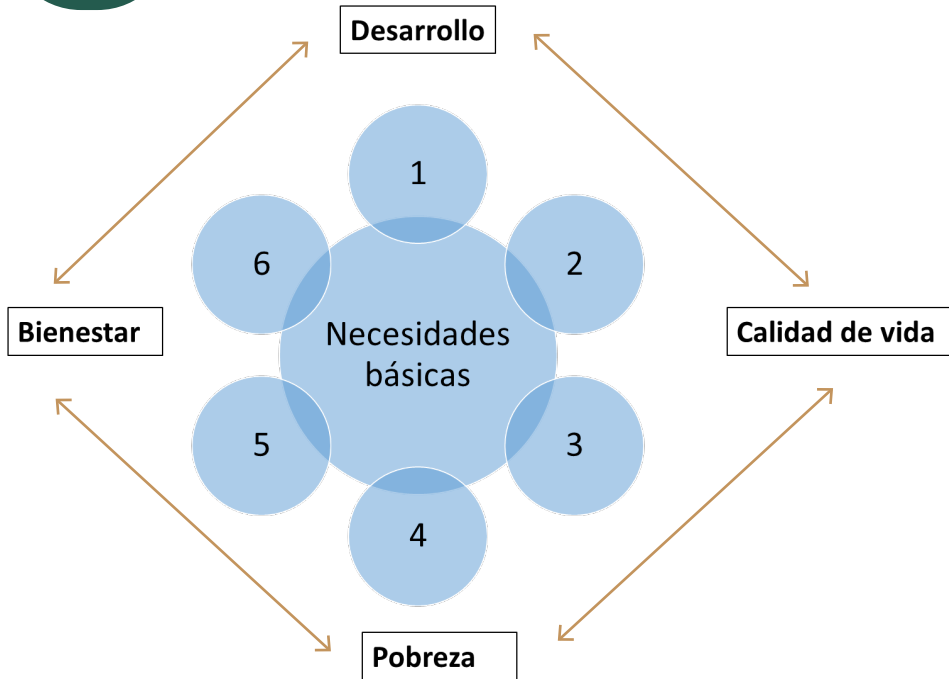 Desarrollo
1
6
2
Necesidades
básicas
Bienestar
Calidad de vida
5
3
4
Pobreza